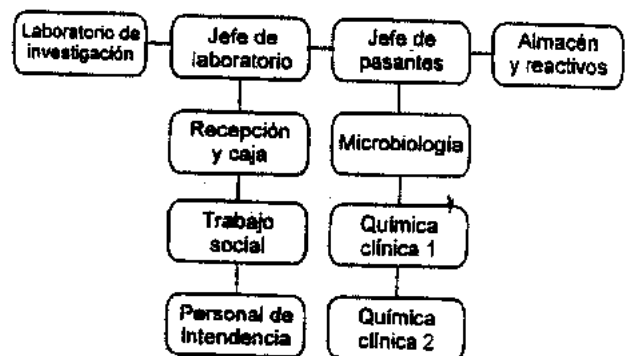 Laboratorio de
investigación
Jefe de
laboratorio
Jefe de
pasantes
Almacén
y reactivos
Recepción
y caja
Microbiología
Trabajo
social
Química
clínica 1
Personal de
Intendencia
Química
clínica 2